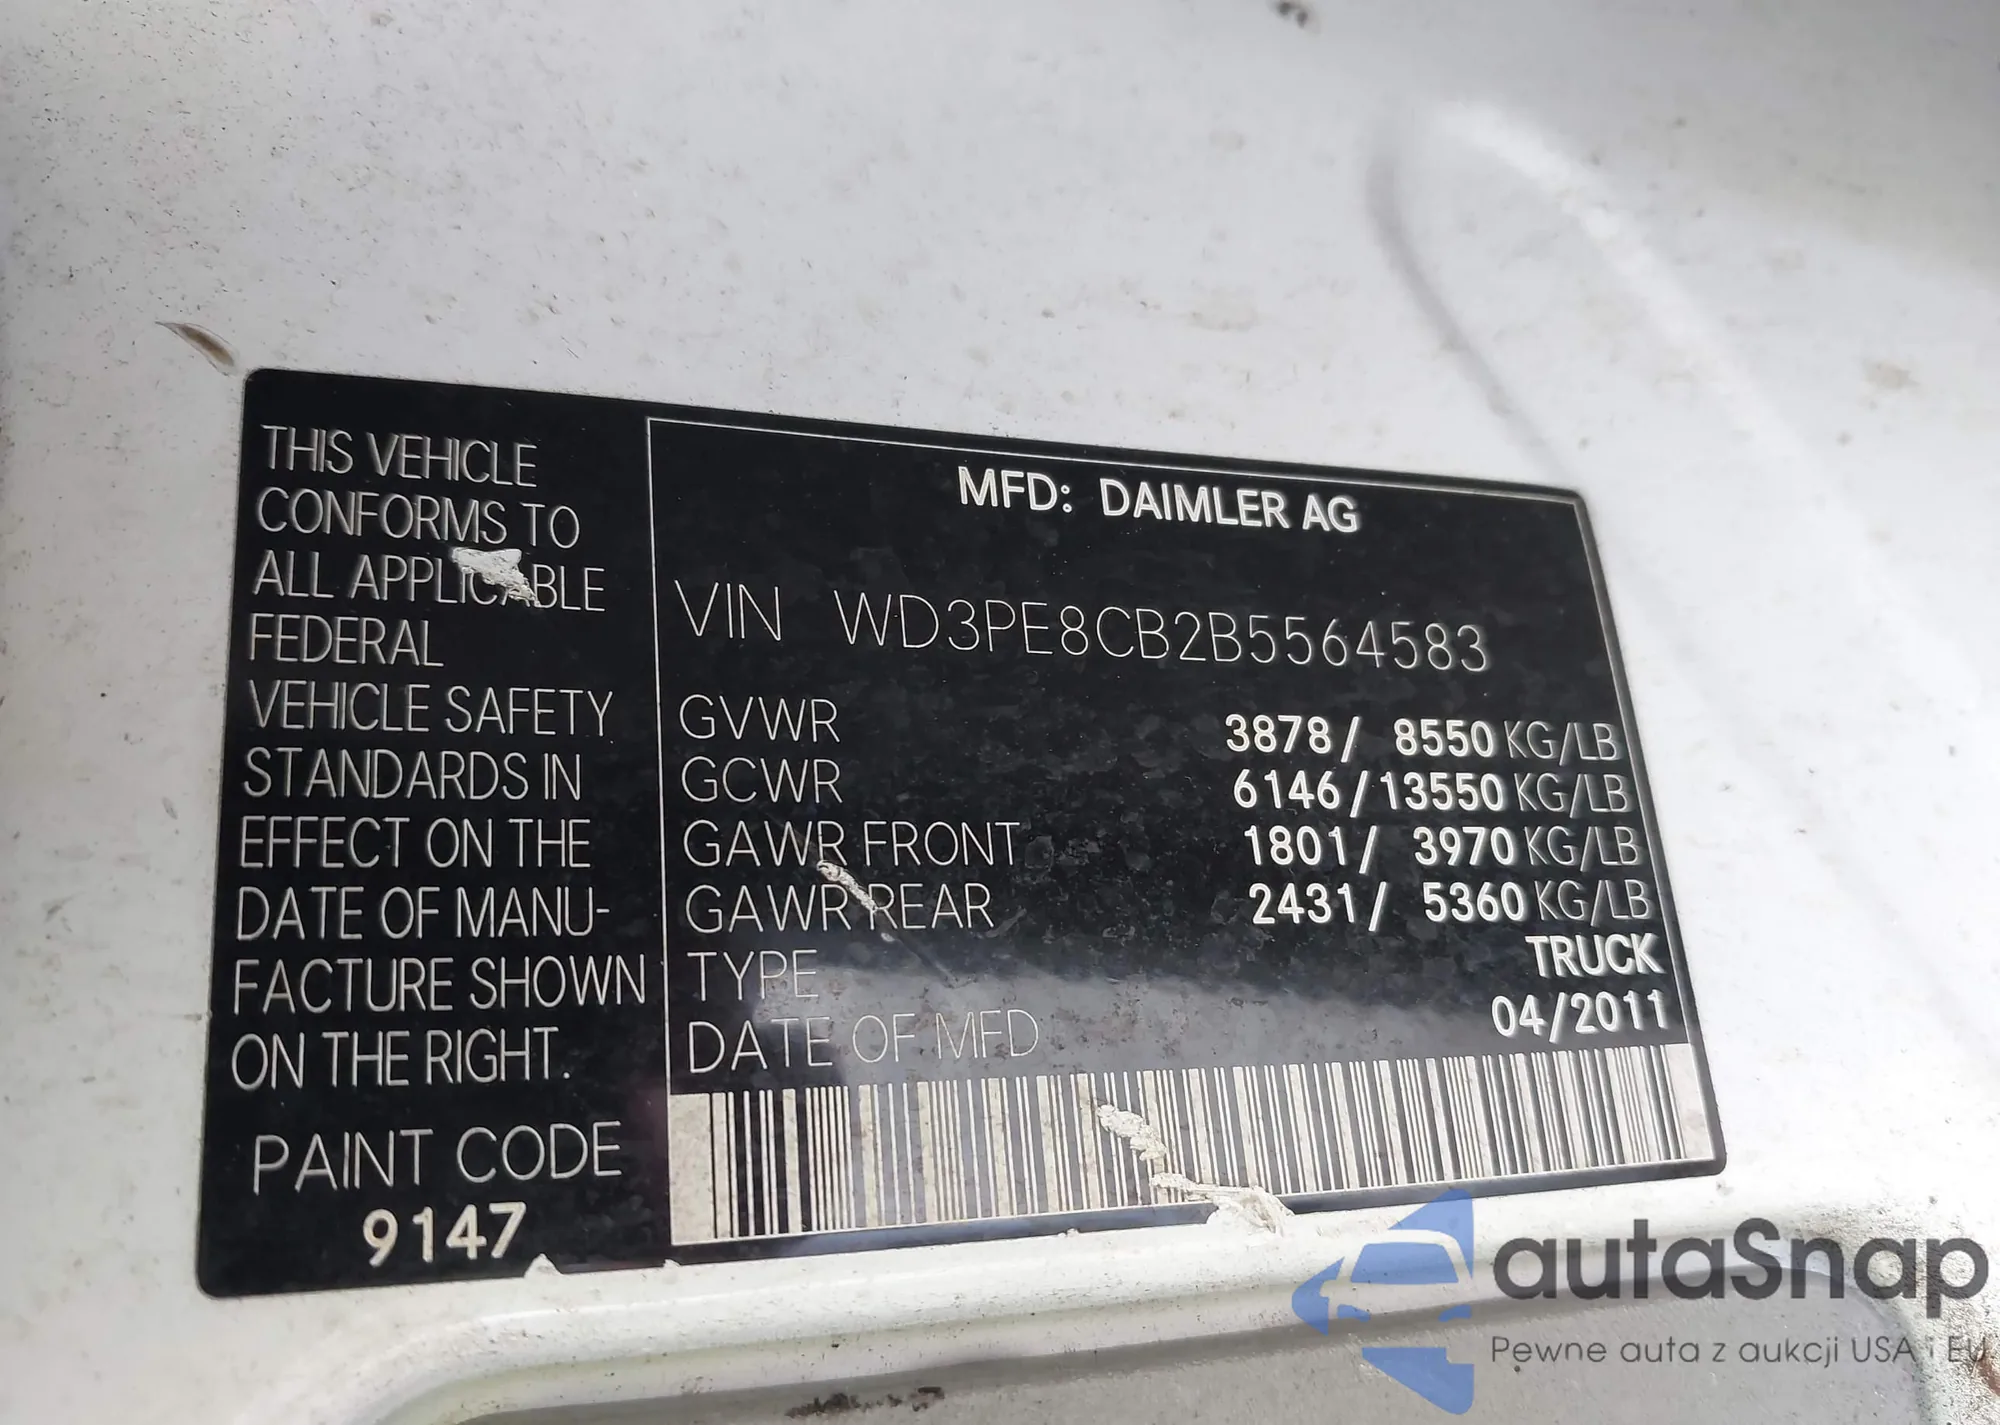 THIS VEHICLE
CONFORMS TO
ALL APPLICABLE
FEDERAL
VEHICLE SAFETY
STANDARDS IN
EFFECT ON THE
DATE OF MANU-
FACTURE SHOWN
ON THE RIGHT.
PAINT CODE
9147
MFD: DAIMLER AG
VIN WD3PE8CB2B5564583
GVWR 3878/ 8550 KG/LB
GCWR 6146/13550 KG/LB
GAWR FRONT 1801/ 3970 KG/LB
GAWR REAR 2431/ 5360 KG/LB
TYPE TRUCK
DATE OF MFD 04/2011
autaSnap
Pewne auta z aukcji USA i EU